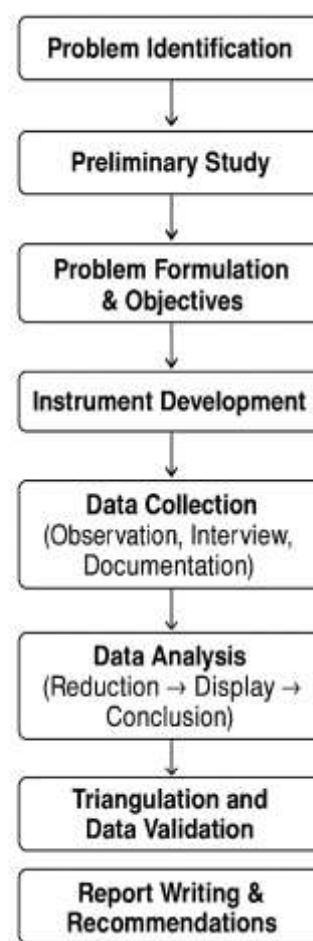 Problem Identification
Preliminary Study
Problem Formulation
& Objectives
Instrument Development
Data Collection
(Observation, Interview,
Documentation)
Data Analysis
(Reduction → Display →
Conclusion)
Triangulation and
Data Validation
Report Writing &
Recommendations